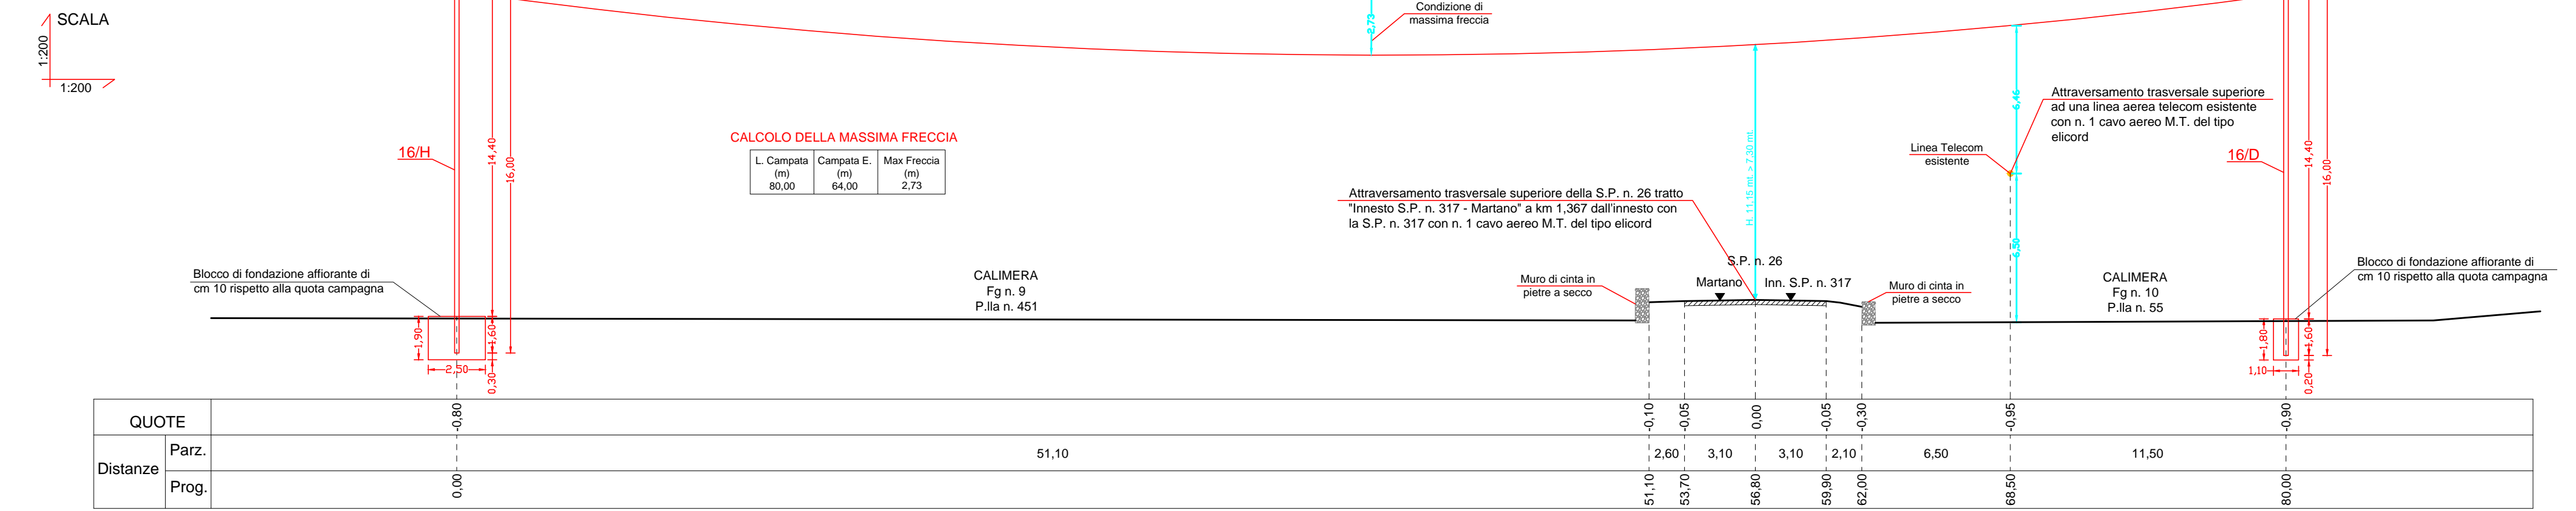 SCALA
1:200
1:200
2,73
Condizione di
massima freccia
14,40
16,00
16/H
CALCOLO DELLA MASSIMA FRECCIA
L. Campata
(m)
80,00
Campata E.
(m)
64,00
Max Freccia
(m)
2,73
Attraversamento trasversale superiore della S.P. n. 26 tratto
"Innesto S.P. n. 317 - Martano" a km 1,367 dall'innesto con
la S.P. n. 317 con n. 1 cavo aereo M.T. del tipo elicord
H. 11,15 mt. > 7,30 mt.
Linea Telecom
esistente
6,46
6,50
Attraversamento trasversale superiore
ad una linea aerea telecom esistente
con n. 1 cavo aereo M.T. del tipo
elicord
16/D
14,40
16,00
Blocco di fondazione affiorante di
cm 10 rispetto alla quota campagna
CALIMERA
Fg n. 9
P.lla n. 451
Muro di cinta in
pietre a secco
S.P. n. 26
Martano
Inn. S.P. n. 317
Muro di cinta in
pietre a secco
CALIMERA
Fg n. 10
P.lla n. 55
Blocco di fondazione affiorante di
cm 10 rispetto alla quota campagna
1,90
1,60
2,50
0,30
1,80
1,60
1,10
0,20
QUOTE
-0,80
-0,10
-0,05
0,00
-0,05
-0,30
-0,95
-0,90
Distanze
Parz.
51,10
2,60
3,10
3,10
2,10
6,50
11,50
Prog.
0,00
51,10
53,70
56,80
59,90
62,00
68,50
80,00